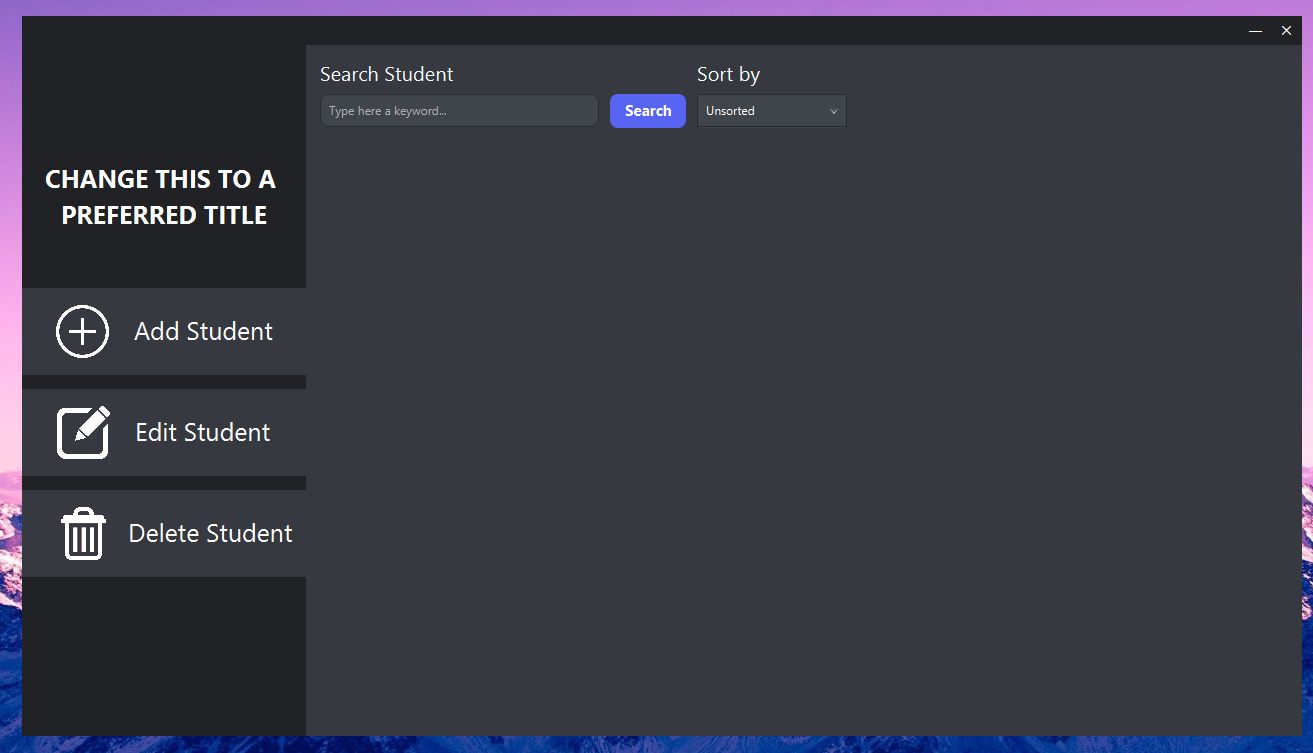 CHANGE THIS TO A
PREFERRED TITLE
Add Student
Edit Student
Delete Student
Search Student
Type here a keyword...
Search
Sort by
Unsorted